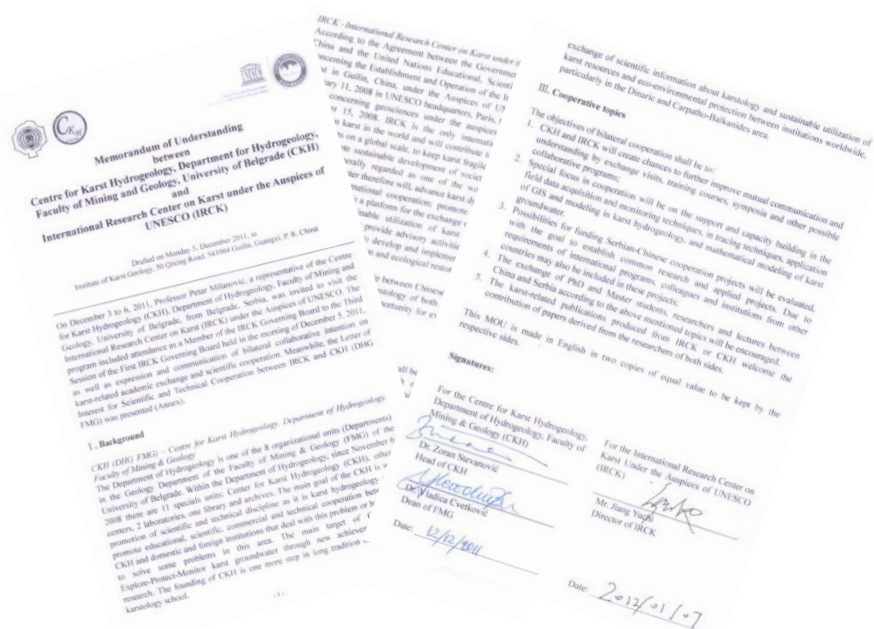 UNESCO
CKH
Memorandum of Understanding
between
Centre for Karst Hydrogeology, Department for Hydrogeology,
Faculty of Mining and Geology, University of Belgrade (CKH)
and
International Research Center on Karst under the Auspices of
UNESCO (IRCK)
Drafted on Monday 5, December 2011, in
Institute of Karst Geology, 50 Qixing Road, 541004 Guilin, Guangxi, P. R. China
On December 3 to 6, 2011, Professor Petar Milanovic, a representative of the Centre
for Karst Hydrogeology (CKH), Department of Hydrogeology, Faculty of Mining and
Geology, University of Belgrade, from Belgrade, Serbia, was invited to visit the
International Research Center on Karst (IRCK) under the Auspices of UNESCO. The
program included attendance as a Member of the IRCK Governing Board to the Third
Session of the First IRCK Governing Board held in the morning of December 5, 2011,
as well as expression and communication of bilateral collaborative intention on
karst-related academic exchange and scientific cooperation. Meanwhile, the Letter of
Interest for Scientific and Technical Cooperation between IRCK and CKH (DHG
FMG) was presented (Annex).
I . Background
CKH (DHG FMG - Centre for Karst Hydrogeology. Department of Hydrogeology.
Faculty of Mining & Geology
The Department of Hydrogeology is one of the 8 organizational units (Departments)
in the Geology Department of the Faculty of Mining & Geology (FMG) of the
University of Belgrade. Within the Department of Hydrogeology, since November 6
2008 there are 11 specials units: Center for Karst Hydrogeology (CKH), other
centers, 2 laboratories, one library and archives. The main goal of the CKH is
promotion of scientific and technical discipline as it is karst hydrogeology
promote educational, scientific, commercial and technical cooperation
CKH and domestic and foreign institutions that deal with this problem or
to solve some problems in this area. The main target of
Explore-Protect-Monitor karst groundwater through new
research. The founding of CKH is one more step in long tradition
karstology school.
IRCK –International Research Center on Karst under
According to the Agreement between the
China and the United Nations Educational,
concerning the Establishment and Operation of the
in Guilin, China, under the Auspices of
11, 2008 in UNESCO headquarters, Paris,
concerning geosciences under the auspices
15, 2008. IRCK is the only
karst in the world and will contribute
on a global scale, to keep karst fragile
sustainable development of
regarded as one of the
therefore will, advance karst
cooperation; promote
a platform for the exchange
utilization of karst
provide advisory
develop and implement
and ecological
between Chinese
of both
for
exchange of scientific information about karstology and sustainable utilization of
karst resources and eco-environmental protection between institutions worldwide,
particularly in the Dinaric and Carpatho-Balkanides area.
III. Cooperative topics
The objectives of bilateral cooperation shall be to:
1. CKH and IRCK will create chances to further improve mutual communication and
understanding by exchange visits, training courses, symposia and other possible
collaborative programs;
2. Special focus in cooperation will be on the support and capacity building in the
field data acquisition and monitoring techniques, in tracing techniques, application
of GIS and modeling in karst hydrogeology, and mathematical modeling of karst
groundwater.
3. Possibilities for funding Serbian-Chinese cooperation projects will be evaluated,
with the goal to establish common research and applied projects. Due to
requirements of international programs, colleagues and institutions from other
countries may also be included in these projects;
4. The exchange of PhD and Master students, researchers and lectures between
China and Serbia according to the above mentioned topics will be encouraged.
5. The karst-related publications produced from IRCK or CKH welcome the
contribution of papers derived from the researchers of both sides.
This MOU is made in English in two copies of equal value to be kept by the
respective sides.
Signatures:
For the Centre for Karst Hydrogeology,
Department of Hydrogeology, Faculty of
Mining & Geology (CKH)
Dr. Zoran Stevanović
Head of CKH
Dr. Vladica Cvetković
Dean of FMG
Date: 12/12/2011
For the International Research Center on
Karst Under the Auspices of UNESCO
(IRCK)
Mr. Jiang Yuchi
Director of IRCK
Date: 2012/01/07